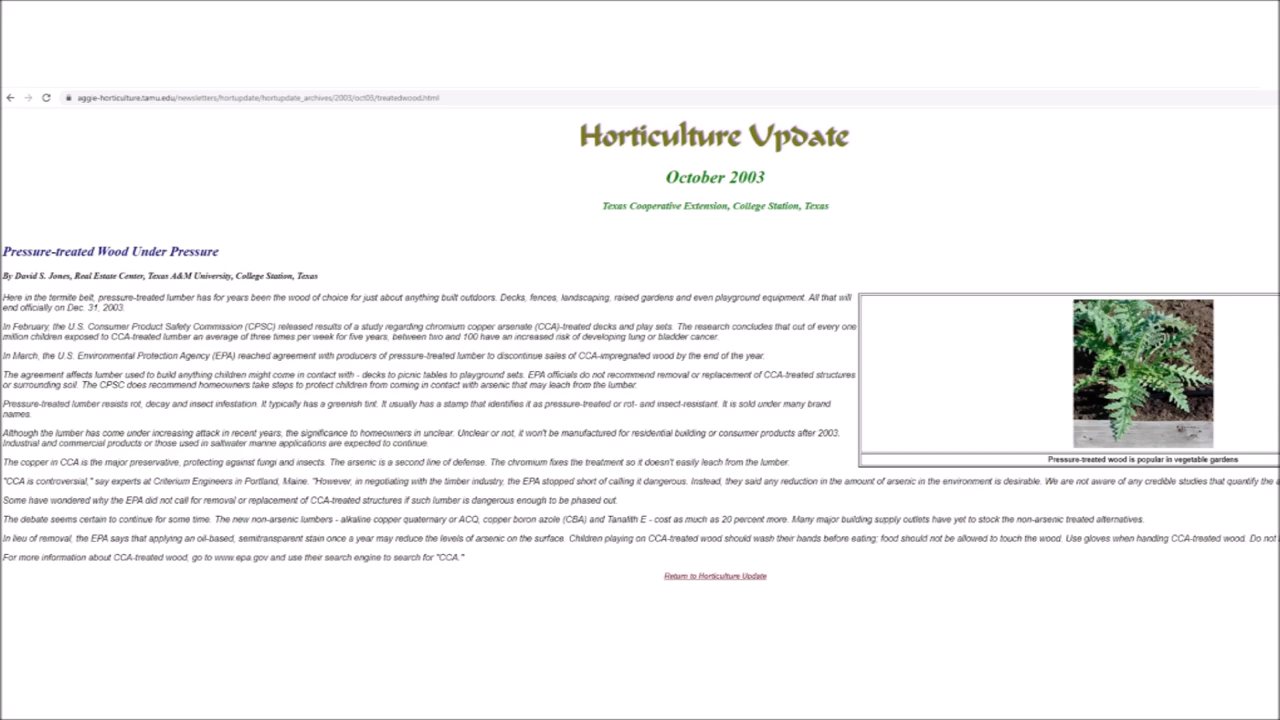 aggie-horticulture.tamu.edu/newsletters/hortupdate/hortupdate_archives/2003/oct03/treatedwood.html
Horticulture Update
October 2003
Texas Cooperative Extension, College Station, Texas
Pressure-treated Wood Under Pressure
By David S. Jones, Real Estate Center, Texas A&M University, College Station, Texas
Here in the termite belt, pressure-treated lumber has for years been the wood of choice for just about anything built outdoors. Decks, fences, landscaping, raised gardens and even playground equipment. All that will
end officially on Dec. 31, 2003.
In February, the U.S. Consumer Product Safety Commission (CPSC) released results of a study regarding chromium copper arsenate (CCA)-treated decks and play sets. The research concludes that out of every one
million children exposed to CCA-treated lumber an average of three times per week for five years, between two and 100 have an increased risk of developing lung or bladder cancer.
In March, the U.S. Environmental Protection Agency (EPA) reached agreement with producers of pressure-treated lumber to discontinue sales of CCA-impregnated wood by the end of the year.
The agreement affects lumber used to build anything children might come in contact with - decks to picnic tables to playground sets. EPA officials do not recommend removal or replacement of CCA-treated structures
or surrounding soil. The CPSC does recommend homeowners take steps to protect children from coming in contact with arsenic that may leach from the lumber.
Pressure-treated lumber resists rot, decay and insect infestation. It typically has a greenish tint. It usually has a stamp that identifies it as pressure-treated or rot- and insect-resistant. It is sold under many brand
names.
Although the lumber has come under increasing attack in recent years, the significance to homeowners in unclear. Unclear or not, it won't be manufactured for residential building or consumer products after 2003.
Industrial and commercial products or those used in saltwater marine applications are expected to continue.
The copper in CCA is the major preservative, protecting against fungi and insects. The arsenic is a second line of defense. The chromium fixes the treatment so it doesn't easily leach from the lumber.
Pressure-treated wood is popular in vegetable gardens
"CCA is controversial," say experts at Criterium Engineers in Portland, Maine. "However, in negotiating with the timber industry, the EPA stopped short of calling it dangerous. Instead, they said any reduction in the amount of arsenic in the environment is desirable. We are not aware of any credible studies that quantify the
Some have wondered why the EPA did not call for removal or replacement of CCA-treated structures if such lumber is dangerous enough to be phased out.
The debate seems certain to continue for some time. The new non-arsenic lumbers - alkaline copper quaternary or ACQ, copper boron azole (CBA) and Tanalith E - cost as much as 20 percent more. Many major building supply outlets have yet to stock the non-arsenic treated alternatives.
In lieu of removal, the EPA says that applying an oil-based, semitransparent stain once a year may reduce the levels of arsenic on the surface. Children playing on CCA-treated wood should wash their hands before eating; food should not be allowed to touch the wood. Use gloves when handing CCA-treated wood. Do not
For more information about CCA-treated wood, go to www.epa.gov and use their search engine to search for "CCA."
Return to Horticulture Update